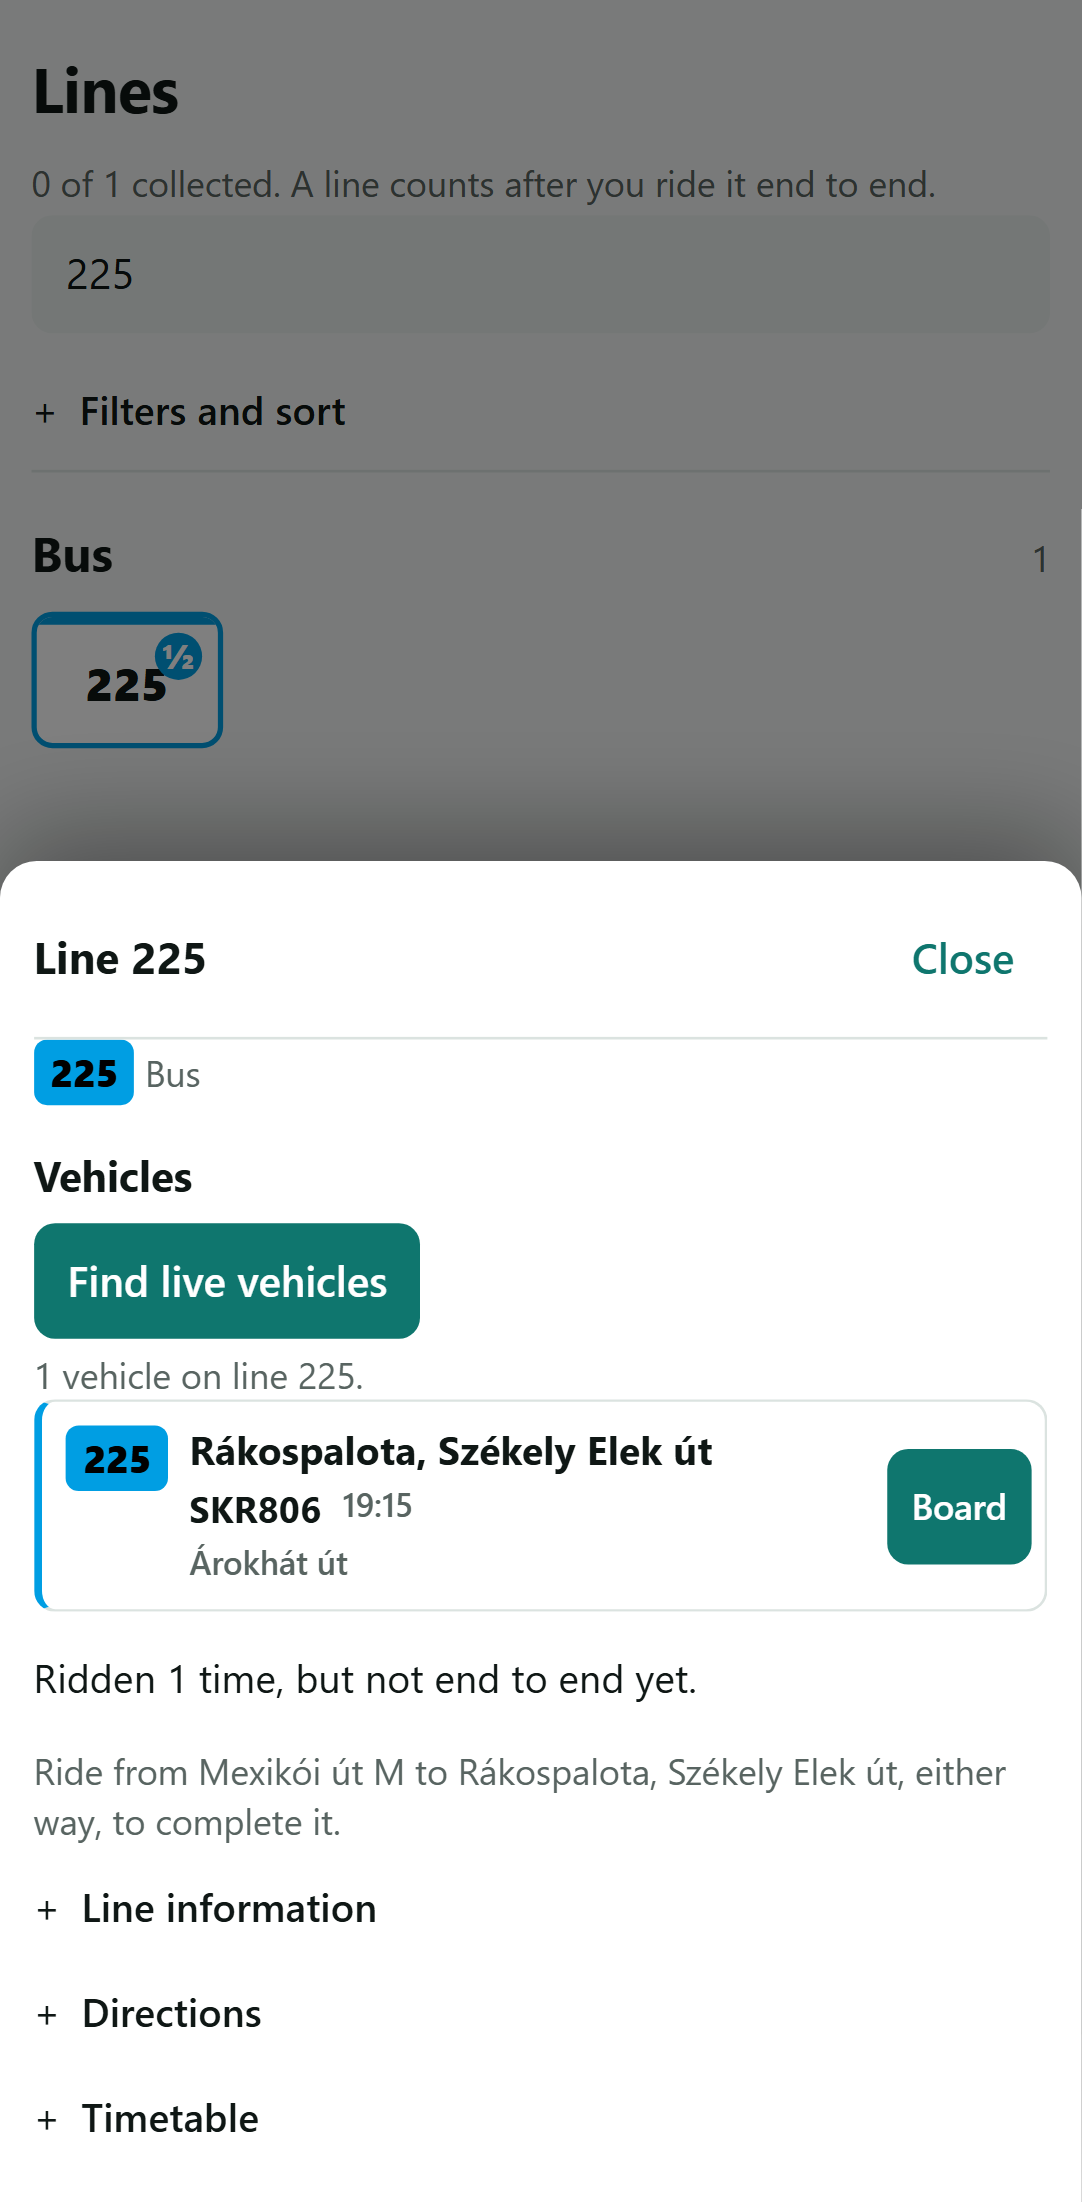 Lines
0 of 1 collected. A line counts after you ride it end to end.
225
+ Filters and sort
Bus 1
225 ½
Line 225 Close
225 Bus
Vehicles
Find live vehicles
1 vehicle on line 225.
225 Rákospalota, Székely Elek út
SKR806 19:15
Board
Árokhát út
Ridden 1 time, but not end to end yet.
Ride from Mexikói út M to Rákospalota, Székely Elek út, either
way, to complete it.
+ Line information
+ Directions
+ Timetable